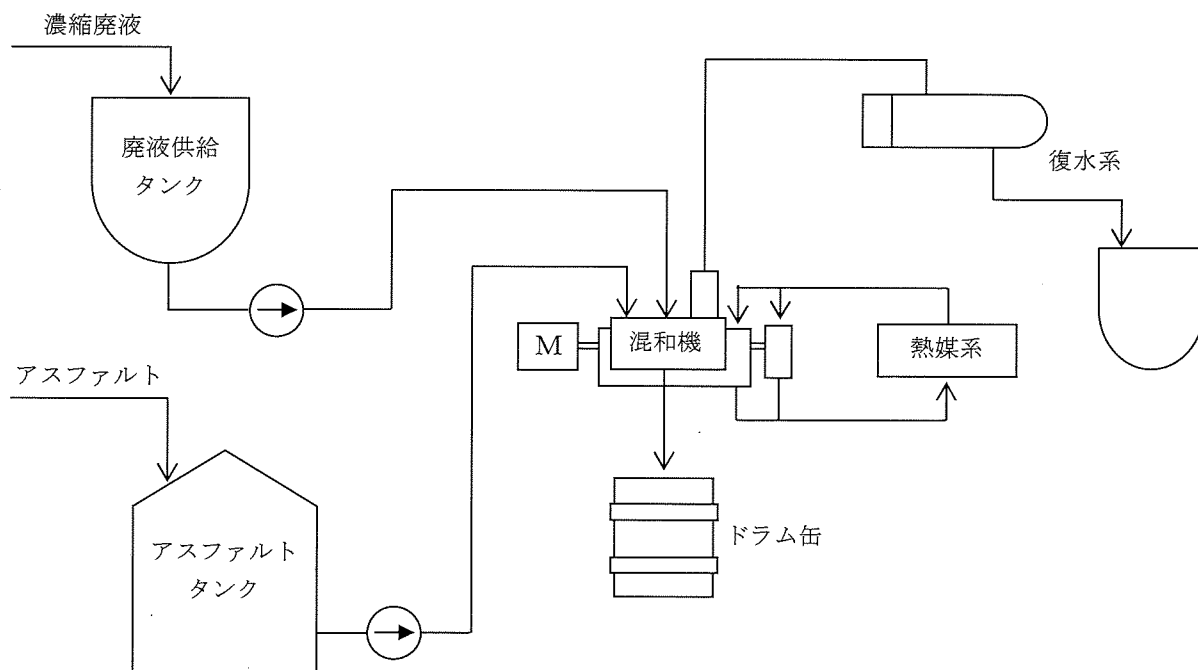 濃縮廃液
廃液供給
タンク
復水系
M
混和機
熱媒系
アスファルト
ドラム缶
アスファルト
タンク